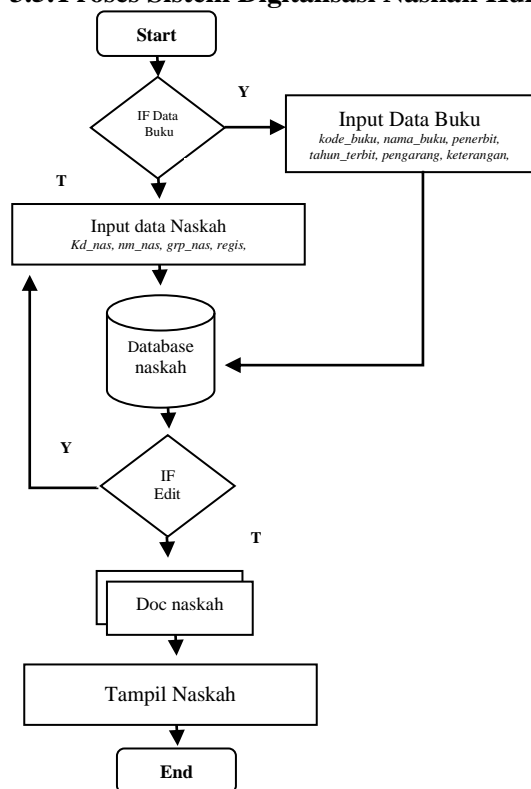 Start
IF Data
Buku
Y
Input Data Buku
kode_buku, nama_buku, penerbit,
tahun_terbit, pengarang, keterangan,
T
Input data Naskah
Kd_nas, nm_nas, grp_nas, regis,
Database
naskah
Y
IF
Edit
T
Doc naskah
Tampil Naskah
End